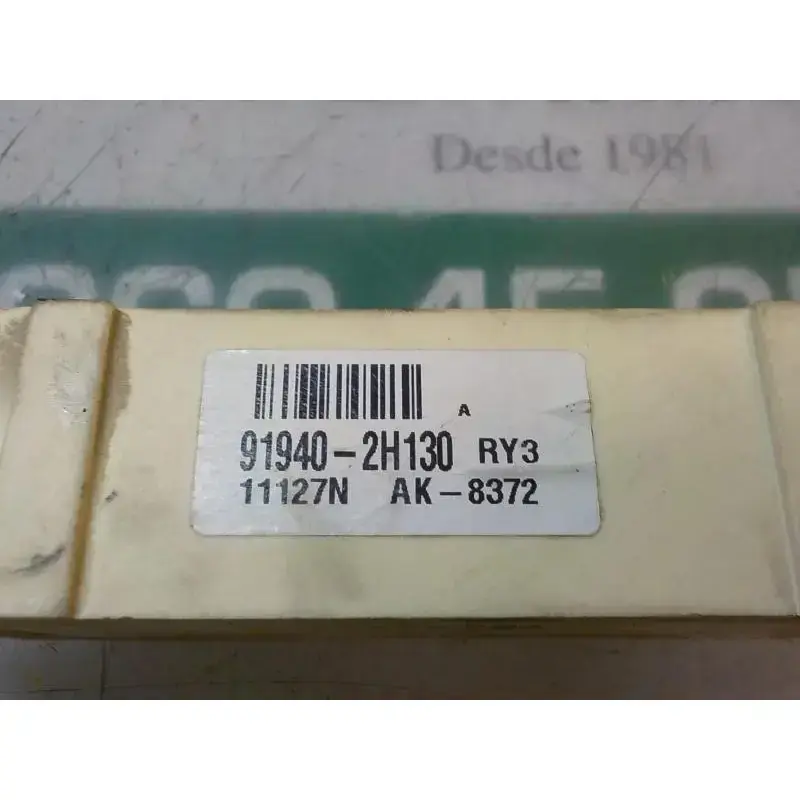 Desde 1981
A
91940-2H130 RY3
11127N AK-8372